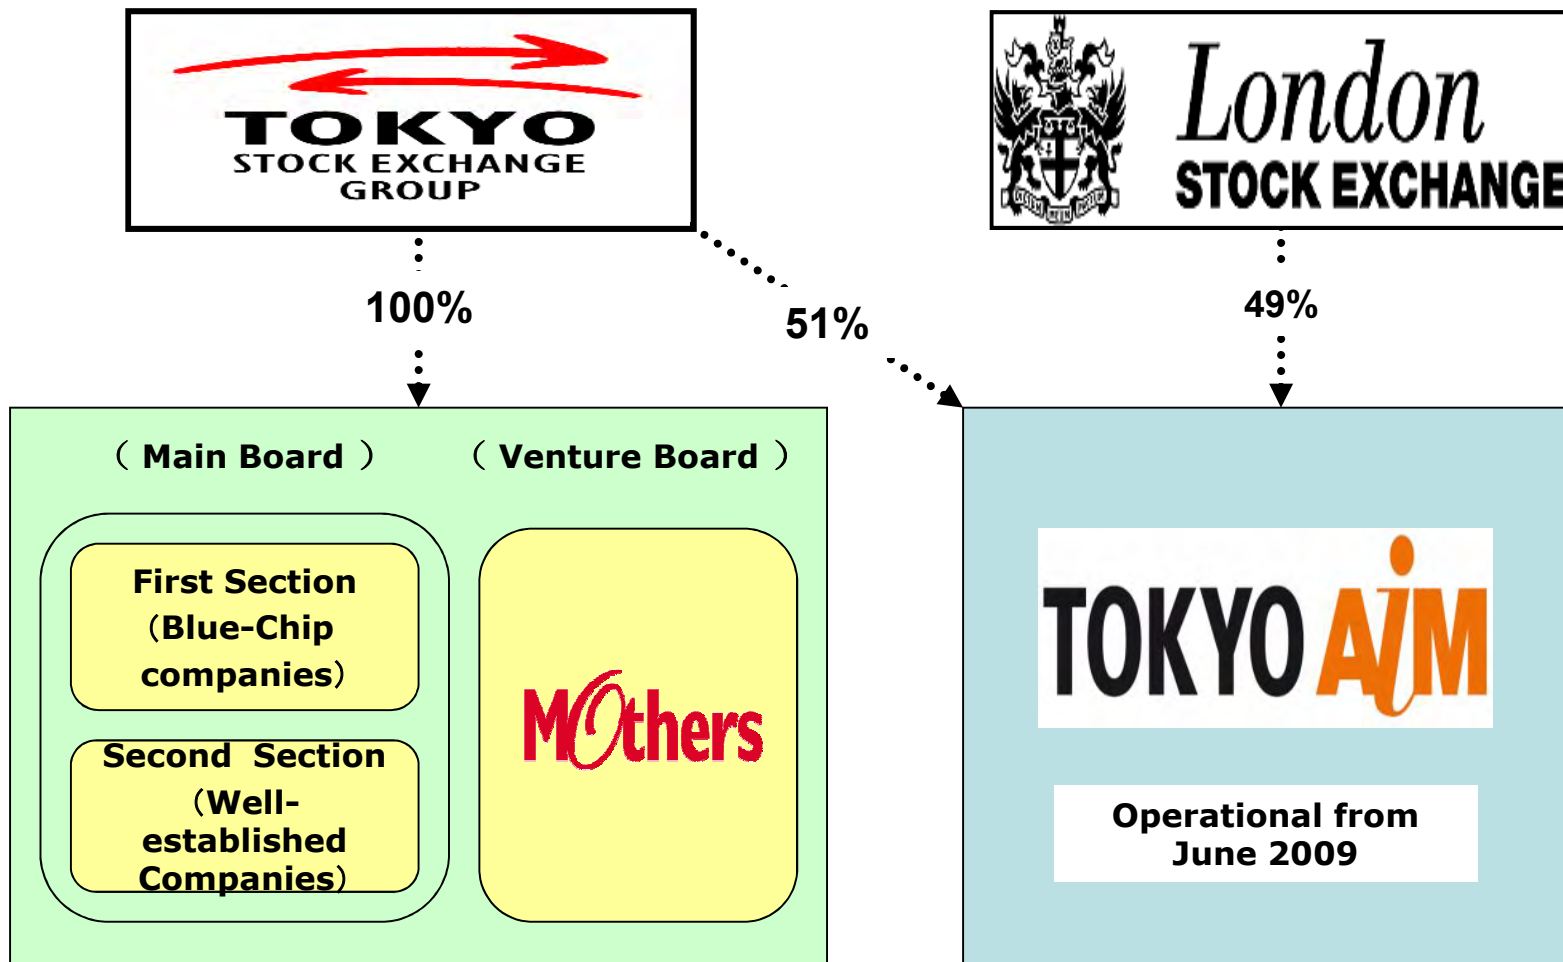 TOKYO
STOCK EXCHANGE
GROUP
London
STOCK EXCHANGE
100%
51%
49%
（ Main Board ）
（ Venture Board ）
First Section
（Blue-Chip
companies）
Second Section
（Well-
established
Companies）
MOthers
TOKYO AiM
Operational from
June 2009